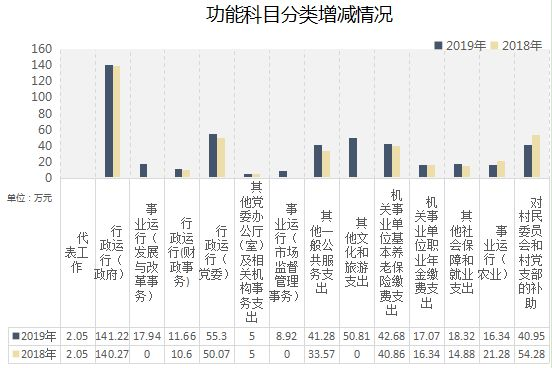 功能科目分类增减情况
2019年 2018年
160
140
120
100
80
60
40
20
0
单位：万元
代表工作
行政运行（政府）
事业运行（发展与改革事务）
行政运行(财政事务)
行政运行（党委）
其他党委办公厅（室）及相关机构事务支出
事业运行（市场监督管理事务）
其他一般公共服务支出
其他文化和旅游支出
机关事业单位基本养老保险缴费支出
机关事业单位职业年金缴费支出
其他社会保障和就业支出
事业运行（农业）
对村民委员会和村党支部的补助
2019年 2.05 141.22 17.94 11.66 55.3 5 8.92 41.28 50.81 42.68 17.07 18.32 16.34 40.95
2018年 2.05 140.27 0 10.6 50.07 5 0 33.57 0 40.86 16.34 14.88 21.28 54.28